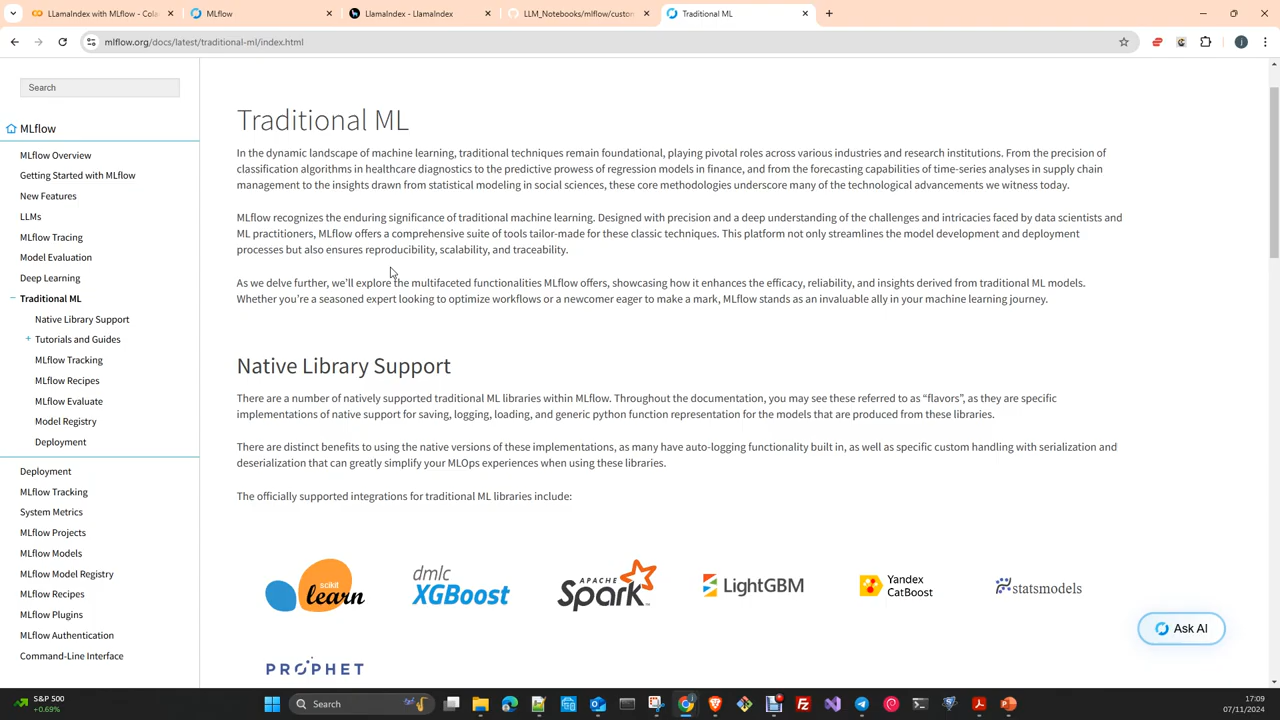 LLamaIndex with MLflow - Cola
MLflow
LlamaIndex - LlamaIndex
LLM_Notebooks/mlflow/custon
Traditional ML
mlflow.org/docs/latest/traditional-ml/index.html
Search
MLflow
MLflow Overview
Getting Started with MLflow
New Features
LLMs
MLflow Tracing
Model Evaluation
Deep Learning
Traditional ML
Native Library Support
Tutorials and Guides
MLflow Tracking
MLflow Recipes
MLflow Evaluate
Model Registry
Deployment
Deployment
MLflow Tracking
System Metrics
MLflow Projects
MLflow Models
MLflow Model Registry
MLflow Recipes
MLflow Plugins
MLflow Authentication
Command-Line Interface
Traditional ML
In the dynamic landscape of machine learning, traditional techniques remain foundational, playing pivotal roles across various industries and research institutions. From the precision of
classification algorithms in healthcare diagnostics to the predictive prowess of regression models in finance, and from the forecasting capabilities of time-series analyses in supply chain
management to the insights drawn from statistical modeling in social sciences, these core methodologies underscore many of the technological advancements we witness today.
MLflow recognizes the enduring significance of traditional machine learning. Designed with precision and a deep understanding of the challenges and intricacies faced by data scientists and
ML practitioners, MLflow offers a comprehensive suite of tools tailor-made for these classic techniques. This platform not only streamlines the model development and deployment
processes but also ensures reproducibility, scalability, and traceability.
As we delve further, we'll explore the multifaceted functionalities MLflow offers, showcasing how it enhances the efficacy, reliability, and insights derived from traditional ML models.
Whether you're a seasoned expert looking to optimize workflows or a newcomer eager to make a mark, MLflow stands as an invaluable ally in your machine learning journey.
Native Library Support
There are a number of natively supported traditional ML libraries within MLflow. Throughout the documentation, you may see these referred to as “flavors”, as they are specific
implementations of native support for saving, logging, loading, and generic python function representation for the models that are produced from these libraries.
There are distinct benefits to using the native versions of these implementations, as many have auto-logging functionality built in, as well as specific custom handling with serialization and
deserialization that can greatly simplify your MLOps experiences when using these libraries.
The officially supported integrations for traditional ML libraries include:
scikit
learn
dmlc
XGBoost
APACHE
Spark
LightGBM
Yandex
CatBoost
statsmodels
PROPHET
Ask AI
S&P 500
+0.69%
Search
17:09
07/11/2024